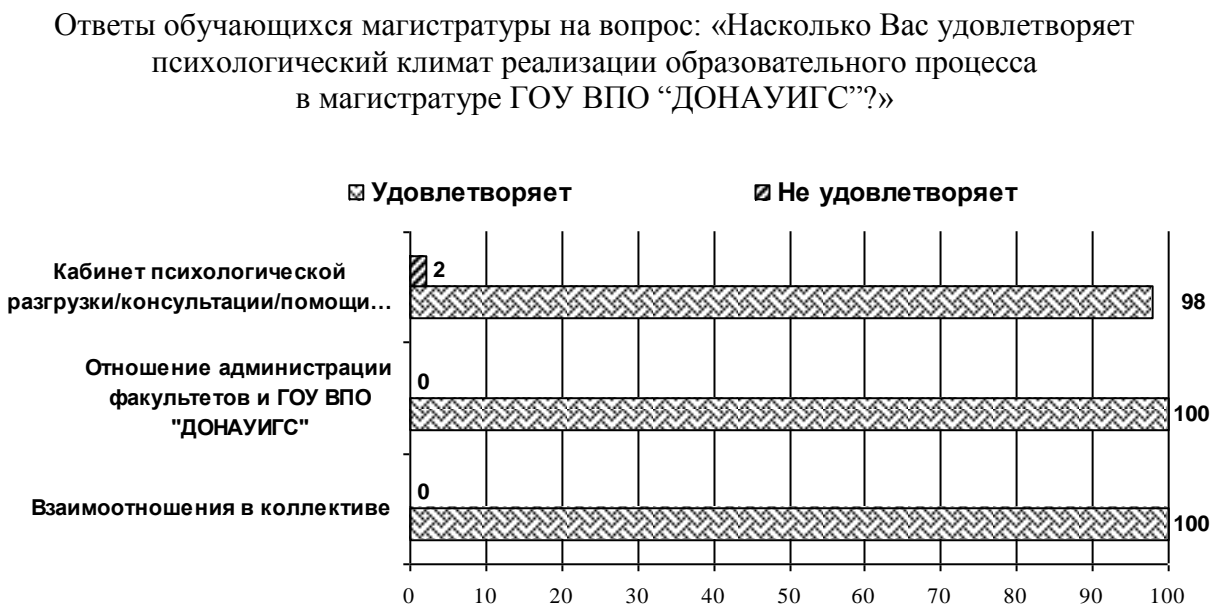 Ответы обучающихся магистратуры на вопрос: «Насколько Вас удовлетворяет
психологический климат реализации образовательного процесса
в магистратуре ГОУ ВПО “ДОНАУИГС”?»
Удовлетворяет
Не удовлетворяет
Кабинет психологической
разгрузки/консультации/помощи…
2
98
Отношение администрации
факультетов и ГОУ ВПО
"ДОНАУИГС"
0
100
Взаимоотношения в коллективе
0
100
0 10 20 30 40 50 60 70 80 90 100